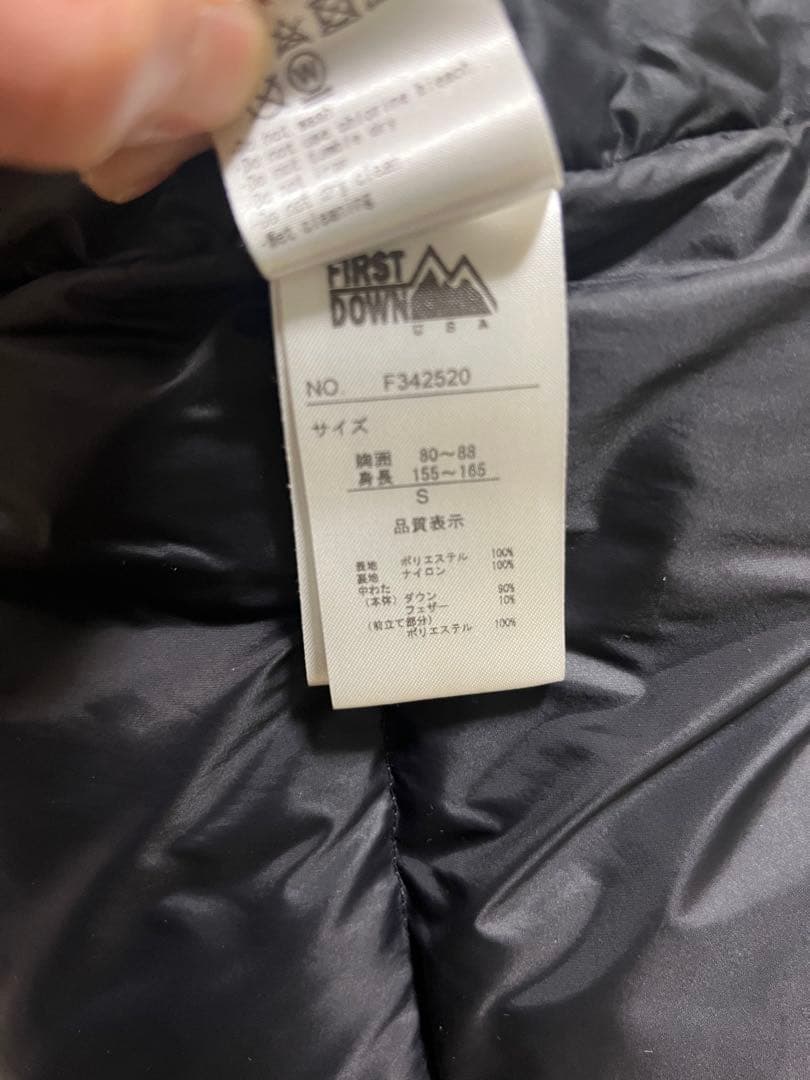 W
Do not wash
-Do not use chlorine bleach
-Do not tumble dry
-Do not
-Do not dry clean
-Wet cleaning
FIRST
DOWN
USA
NO. F342520
サイズ
胸囲 80～88
身長 155～165
S
品質表示
表地 ポリエステル 100%
裏地 ナイロン 100%
中わた
(本体) ダウン 90%
フェザー 10%
(前立て部分)
ポリエステル 100%